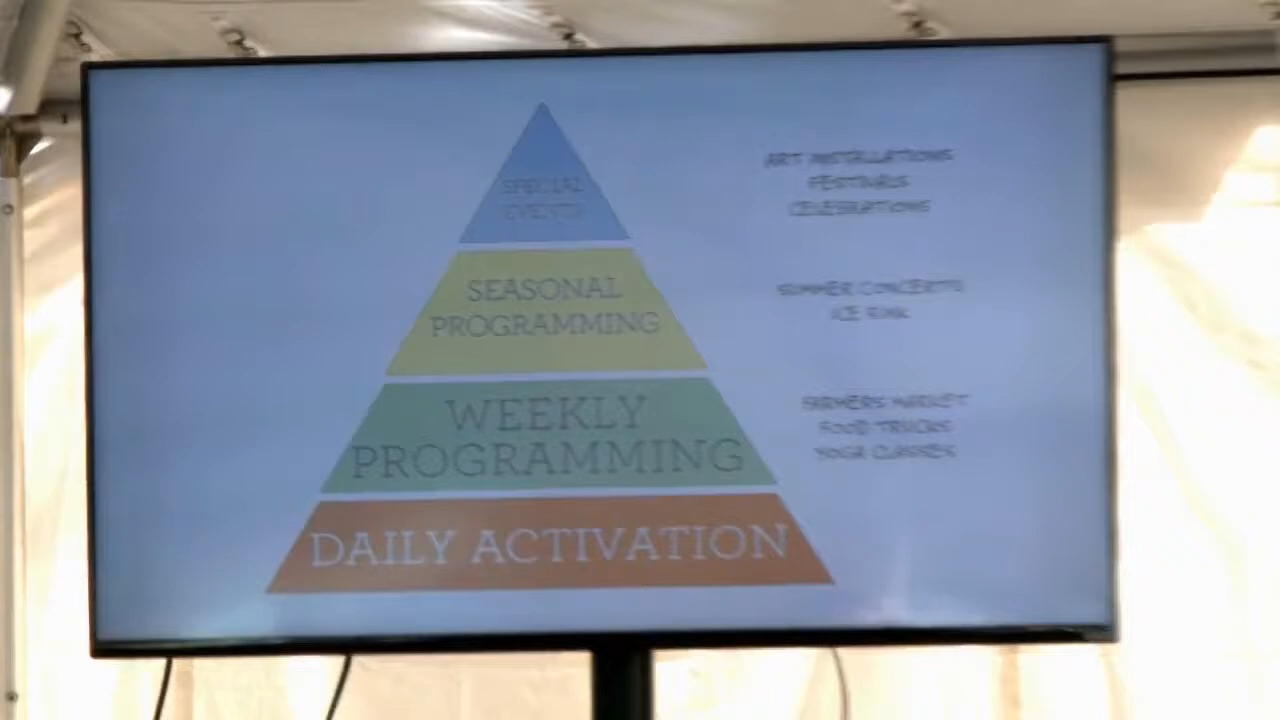 SPECIAL
EVENTS
ART INSTALLATIONS
FESTIVALS
CELEBRATIONS
SEASONAL
PROGRAMMING
SUMMER CONCERTS
ICE RINK
WEEKLY
PROGRAMMING
FARMERS MARKET
FOOD TRUCKS
YOGA CLASSES
DAILY ACTIVATION